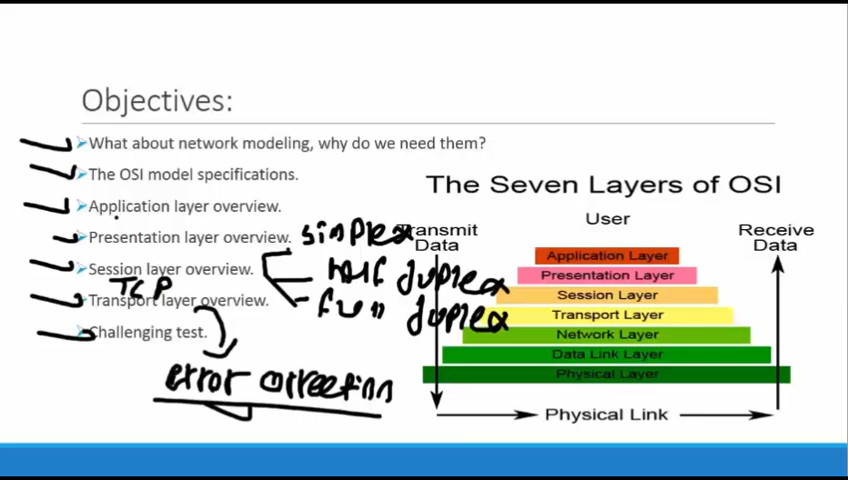 Objectives:
What about network modeling, why do we need them?
The OSI model specifications.
Application layer overview.
Presentation layer overview.
Session layer overview.
Transport layer overview.
Challenging test.
simplex
half duplex
full duplex
TCP
error correction
The Seven Layers of OSI
User
Transmit Data
Receive Data
Application Layer
Presentation Layer
Session Layer
Transport Layer
Network Layer
Data Link Layer
Physical Layer
Physical Link